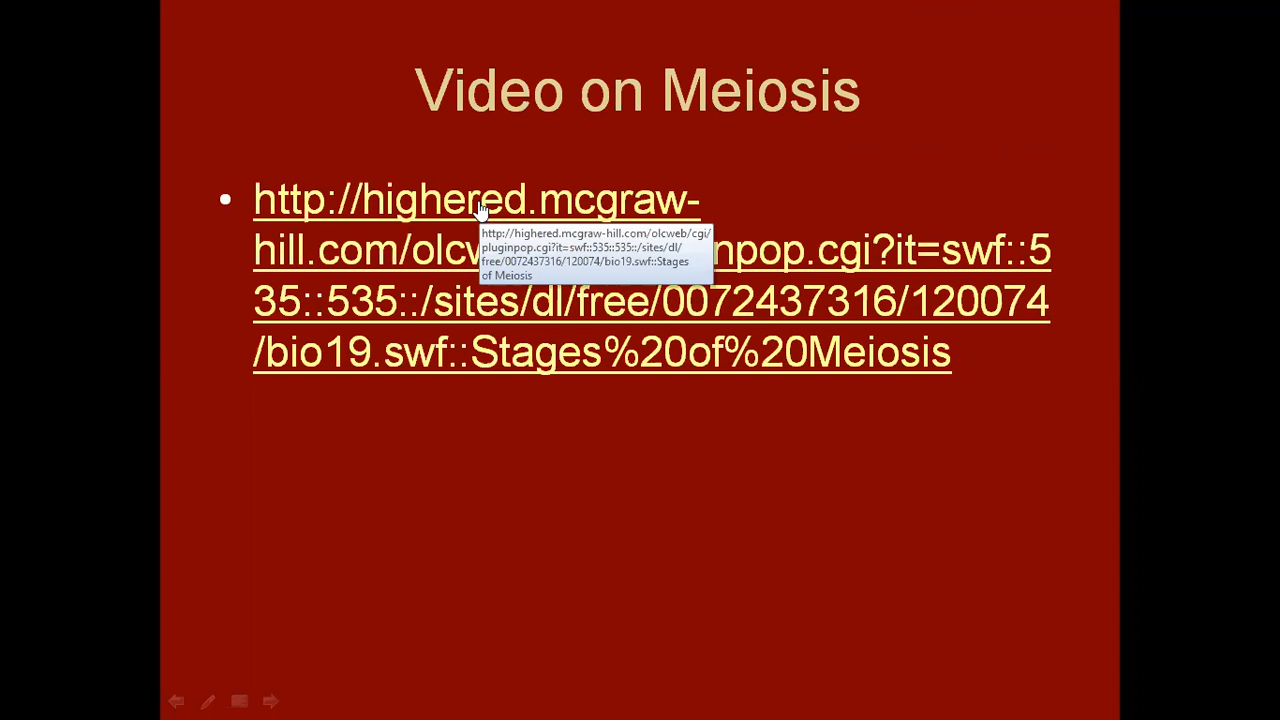 Video on Meiosis
http://highered.mcgraw-
hill.com/olcw npop.cgi?it=swf::5
35::535::/sites/dl/free/0072437316/120074
/bio19.swf::Stages%20of%20Meiosis
http://highered.mcgraw-hill.com/olcweb/cgi/
pluginpop.cgi?it=swf::535::535::/sites/dl/
free/0072437316/120074/bio19.swf::Stages
of Meiosis